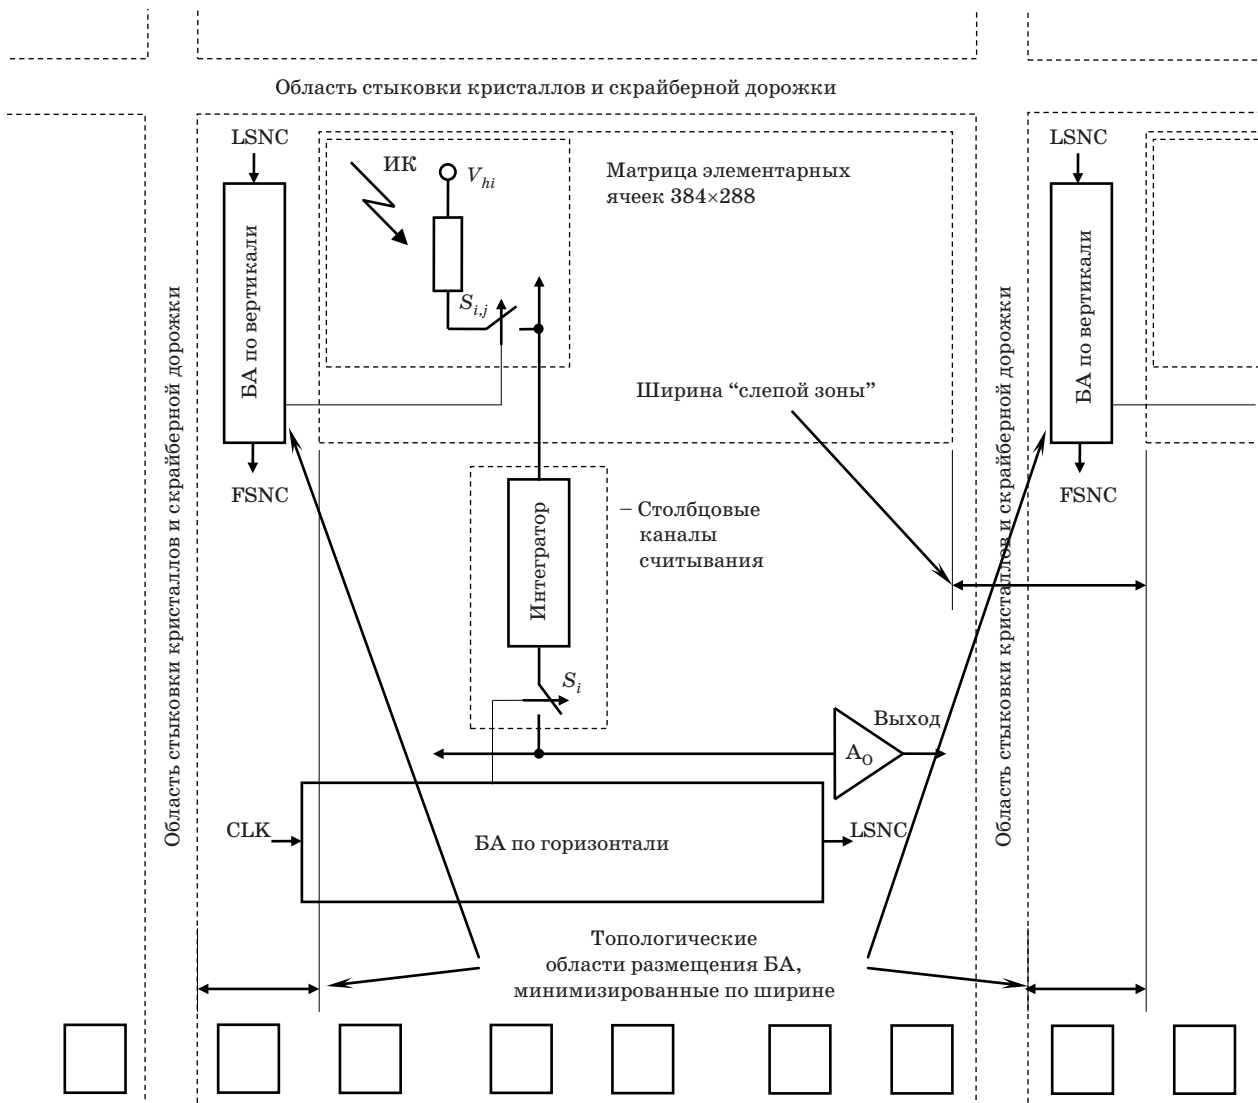 Область стыковки кристаллов и скрайберной дорожки
LSNC
ИК
V_hi
Матрица элементарных
ячеек 384×288
LSNC
БА по вертикали
S_i,j
БА по вертикали
Ширина “слепой зоны”
FSNC
FSNC
Область стыковки кристаллов и скрайберной дорожки
Интегратор
– Столбцовые
каналы
считывания
Область стыковки кристаллов и скрайберной дорожки
S_i
Выход
A_O
CLK
БА по горизонтали
LSNC
Топологические
области размещения БА,
минимизированные по ширине